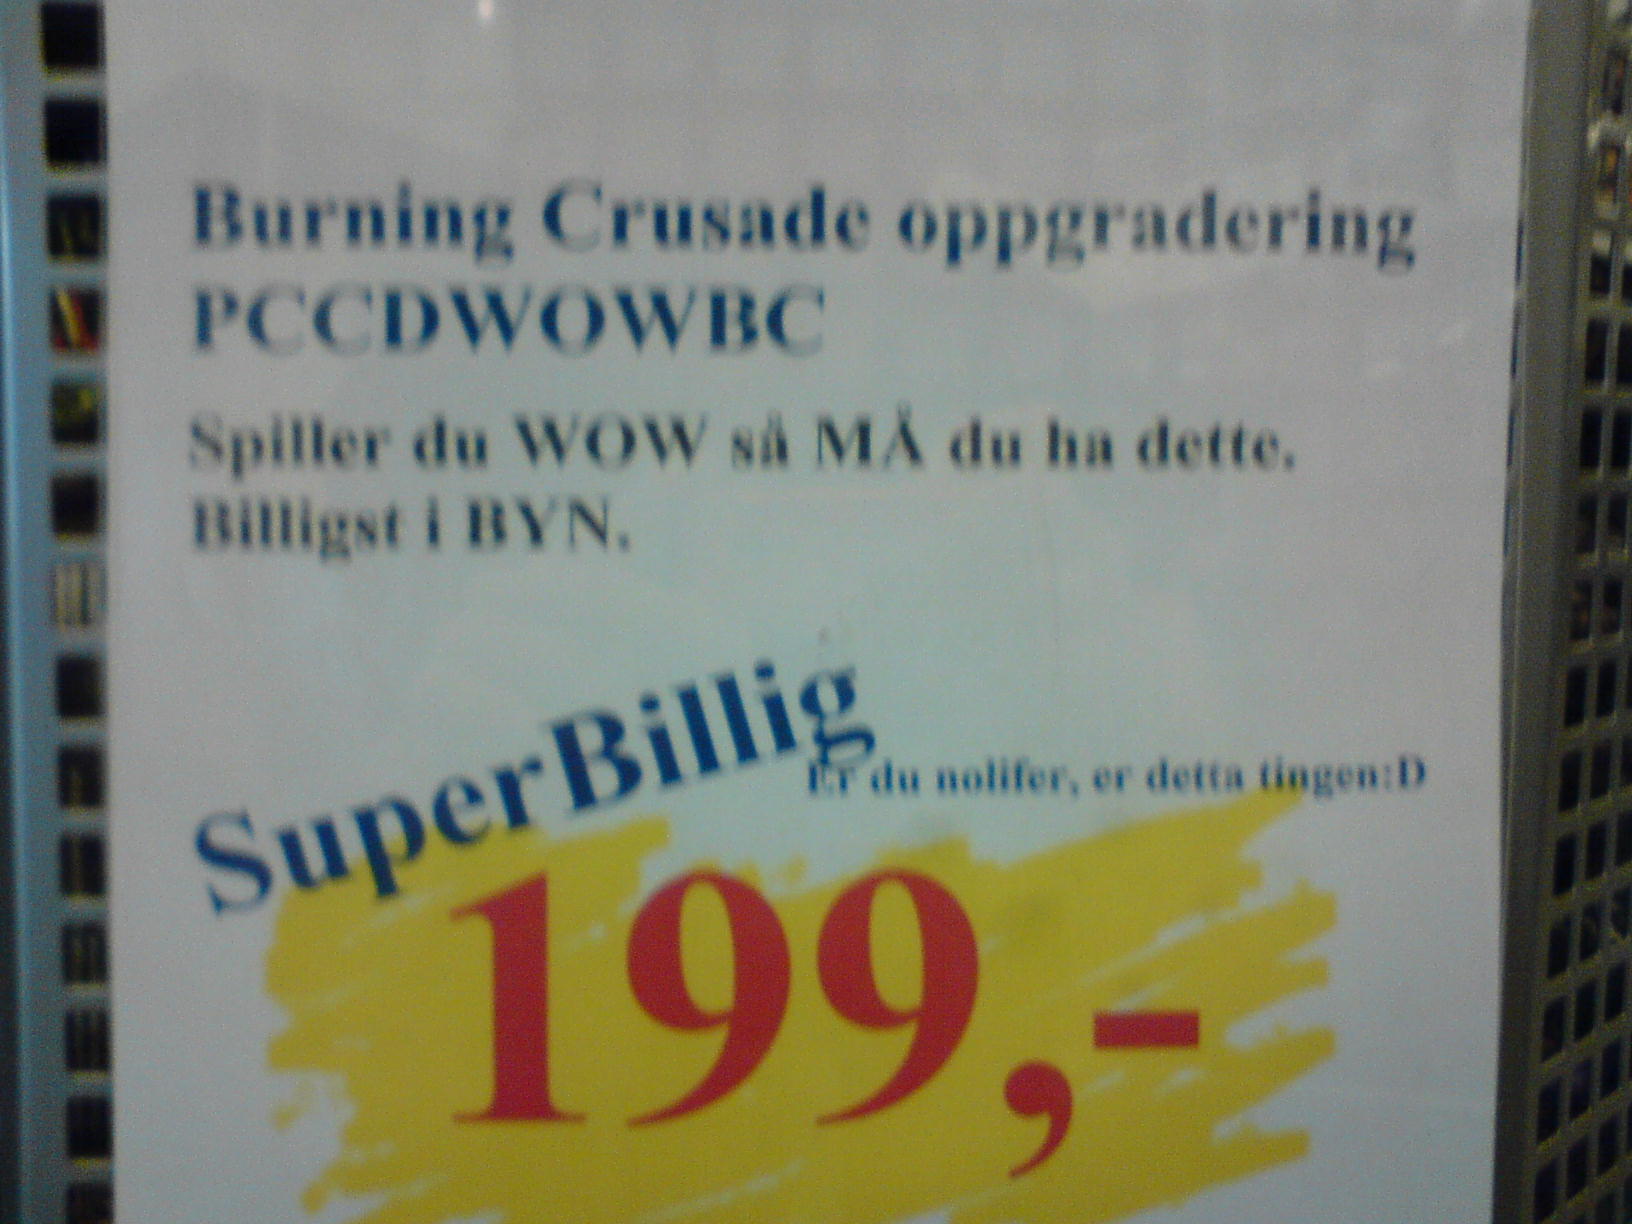 Burning Crusade oppgradering
PCCDWOWBC
Spiller du WOW så MÅ du ha dette.
Billigst i BYN.
SuperBillig
Er du nolifer, er detta tingen:D
199,-